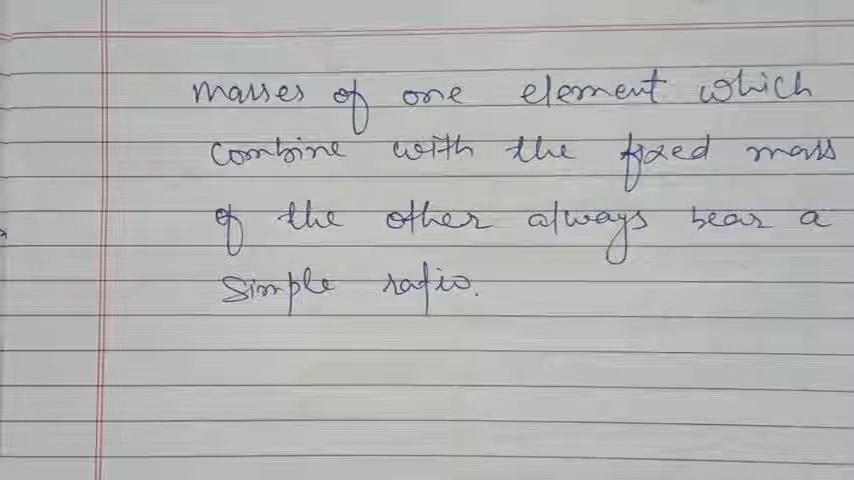 masses of one element which
combine with the fixed mass
of the other always bear a
simple ratio.